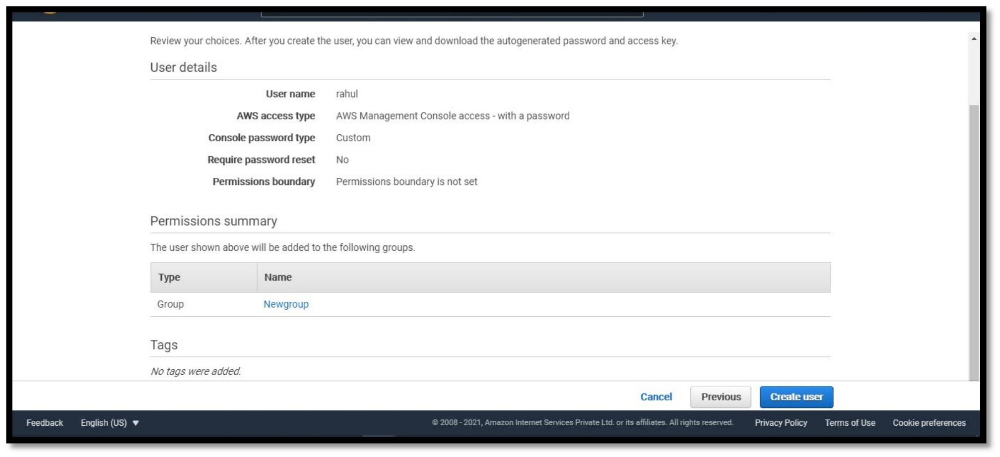 Review your choices. After you create the user, you can view and download the autogenerated password and access key.
User details
User name rahul
AWS access type AWS Management Console access - with a password
Console password type Custom
Require password reset No
Permissions boundary Permissions boundary is not set
Permissions summary
The user shown above will be added to the following groups.
Type Name
Group Newgroup
Tags
No tags were added.
Cancel Previous Create user
Feedback English (US) © 2008 - 2021, Amazon Internet Services Private Ltd. or its affiliates. All rights reserved. Privacy Policy Terms of Use Cookie preferences